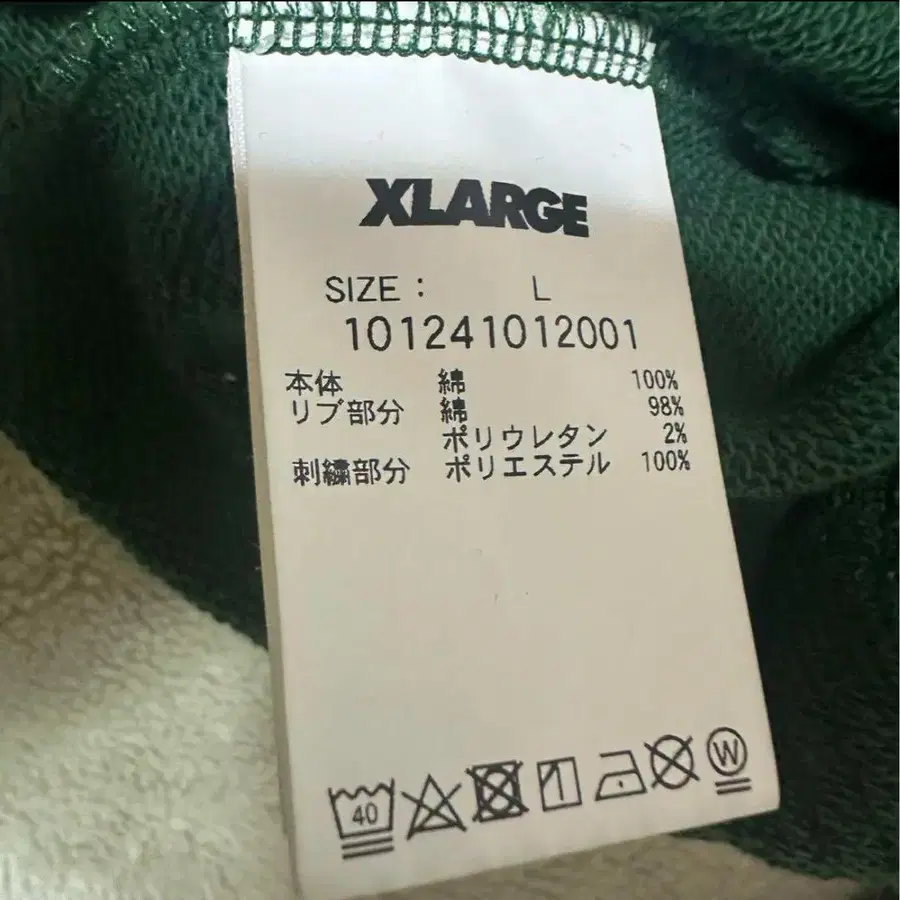 XLARGE
SIZE : L
101241012001
本体 綿 100%
リブ部分 綿 98%
ポリウレタン 2%
刺繍部分 ポリエステル 100%
40
W